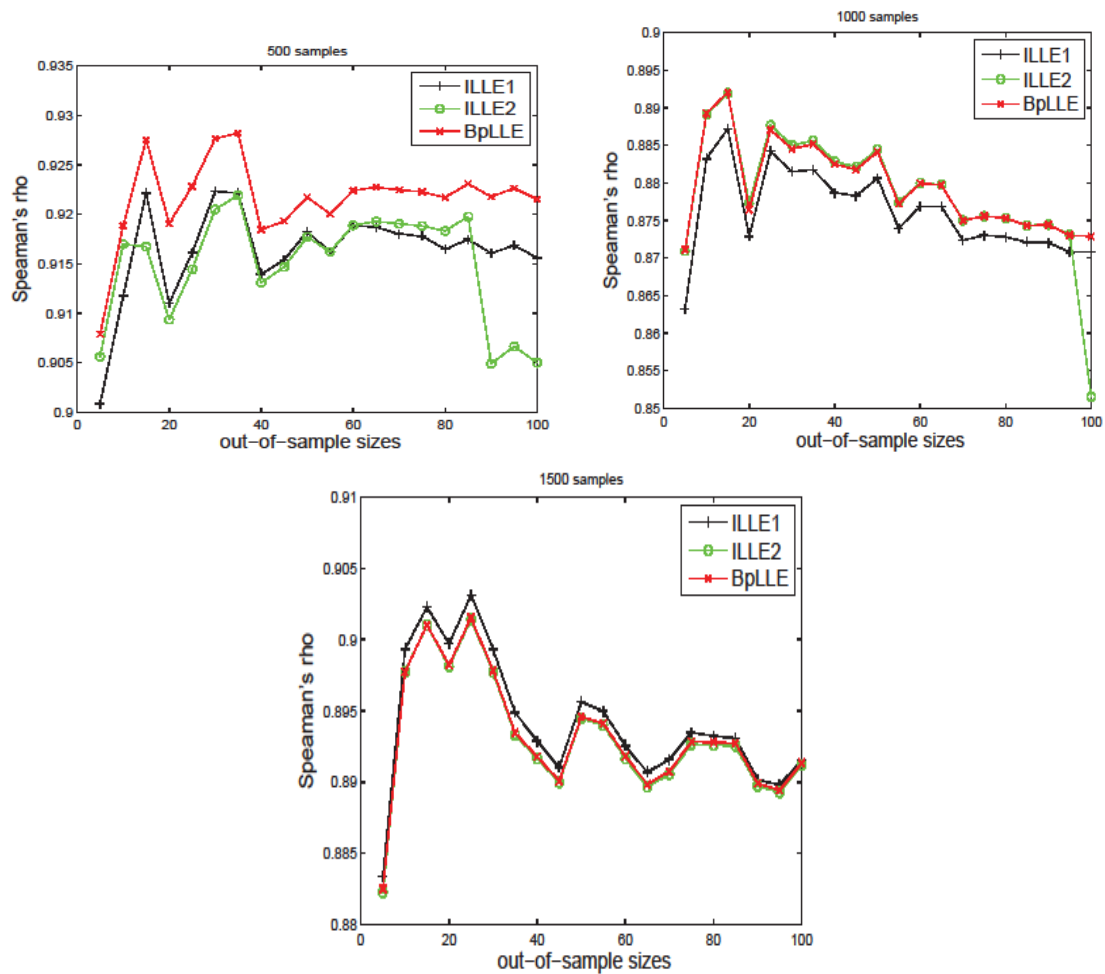 500 samples
0.935
0.93
0.925
0.92
0.915
0.91
0.905
0.9
0 20 40 60 80 100
out-of-sample sizes
Speaman's rho
ILLE1
ILLE2
BpLLE
1000 samples
0.9
0.895
0.89
0.885
0.88
0.875
0.87
0.865
0.86
0.855
0.85
0 20 40 60 80 100
out-of-sample sizes
Speaman's rho
ILLE1
ILLE2
BpLLE
1500 samples
0.91
0.905
0.9
0.895
0.89
0.885
0.88
0 20 40 60 80 100
out-of-sample sizes
Speaman's rho
ILLE1
ILLE2
BpLLE